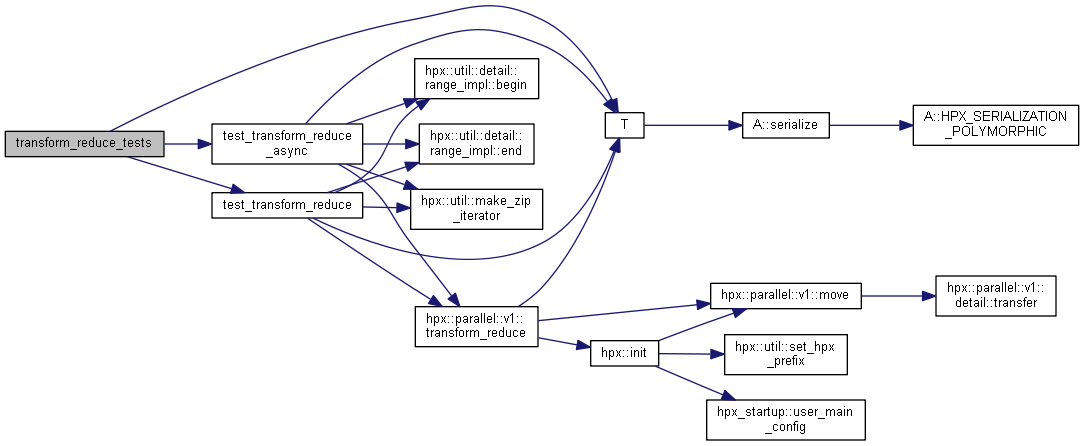 transform_reduce_tests
test_transform_reduce
_async
test_transform_reduce
hpx::util::detail::
range_impl::begin
hpx::util::detail::
range_impl::end
hpx::util::make_zip
_iterator
hpx::parallel::v1::
transform_reduce
T
hpx::init
A::serialize
hpx::parallel::v1::move
hpx::util::set_hpx
_prefix
hpx_startup::user_main
_config
A::HPX_SERIALIZATION
_POLYMORPHIC
hpx::parallel::v1::
detail::transfer